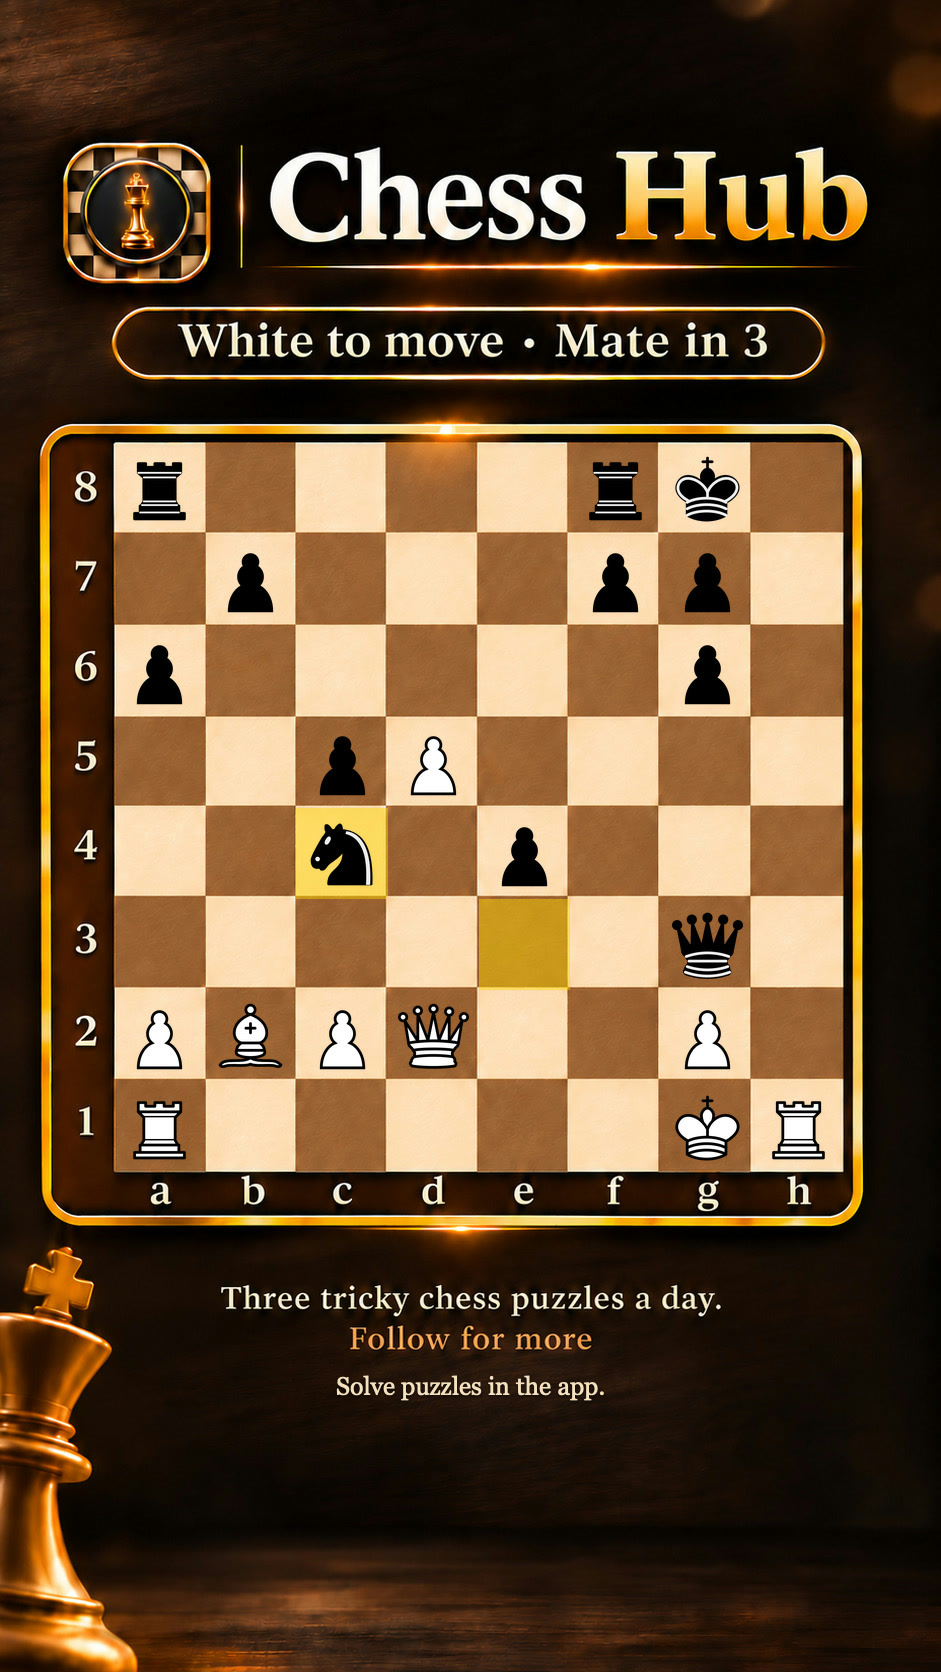 Chess Hub
White to move • Mate in 3
8
7
6
5
4
3
2
1
a b c d e f g h
Three tricky chess puzzles a day.
Follow for more
Solve puzzles in the app.